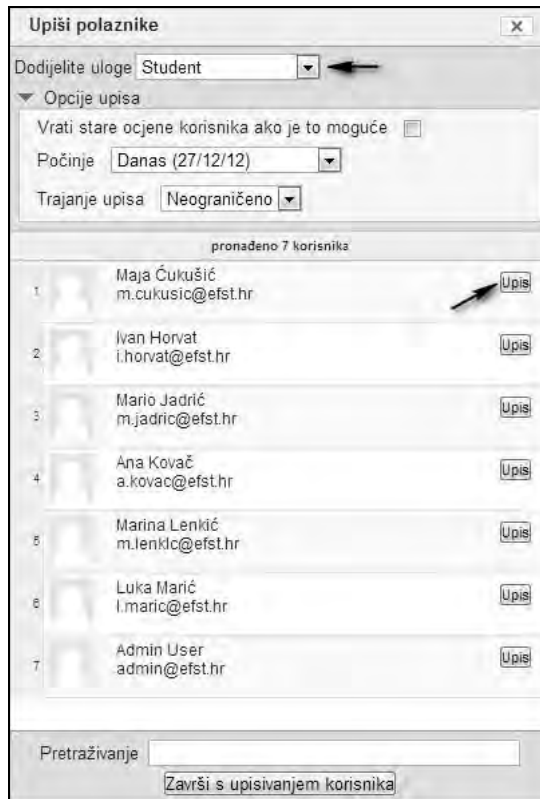 Upiši polaznike
x
Dodijelite uloge Student
Opcije upisa
Vrati stare ocjene korisnika ako je to moguće
Počinje Danas (27/12/12)
Trajanje upisa Neograničeno
pronađeno 7 korisnika
1 Maja Ćukušić Upis
m.cukusic@efst.hr
2 Ivan Horvat Upis
i.horvat@efst.hr
3 Mario Jadrić Upis
m.jadric@efst.hr
4 Ana Kovač Upis
a.kovac@efst.hr
5 Marina Lenkić Upis
m.lenkic@efst.hr
6 Luka Marić Upis
l.maric@efst.hr
7 Admin User Upis
admin@efst.hr
Pretraživanje
Završi s upisivanjem korisnika